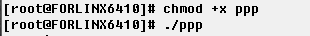 [root@FORLINX6410]# chmod +x ppp
[root@FORLINX6410]# ./ppp